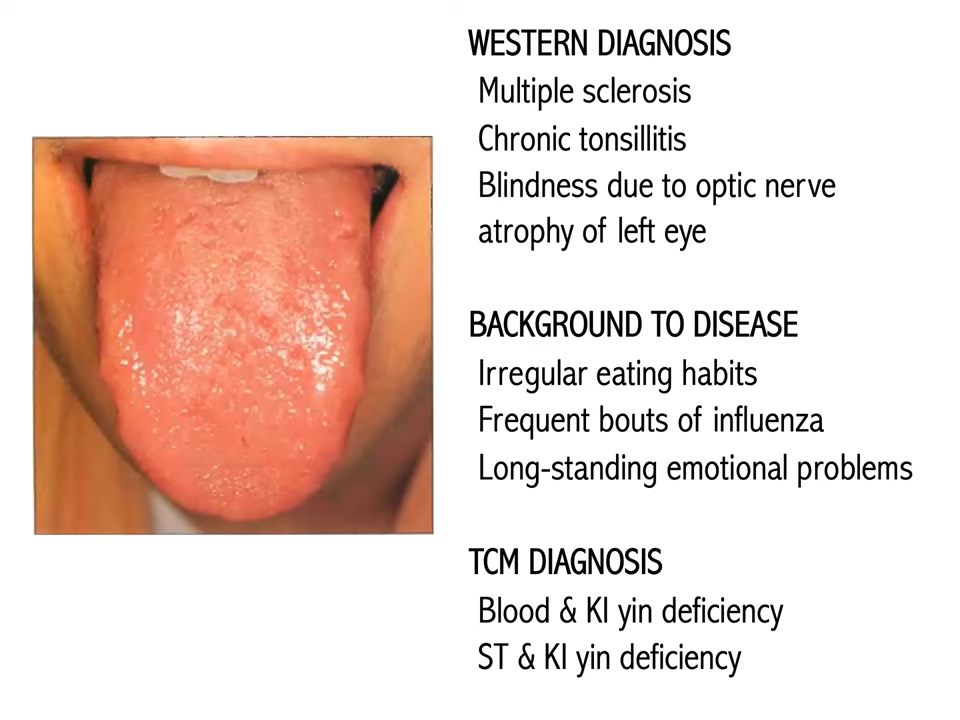 WESTERN DIAGNOSIS
Multiple sclerosis
Chronic tonsillitis
Blindness due to optic nerve
atrophy of left eye
BACKGROUND TO DISEASE
Irregular eating habits
Frequent bouts of influenza
Long-standing emotional problems
TCM DIAGNOSIS
Blood & KI yin deficiency
ST & KI yin deficiency